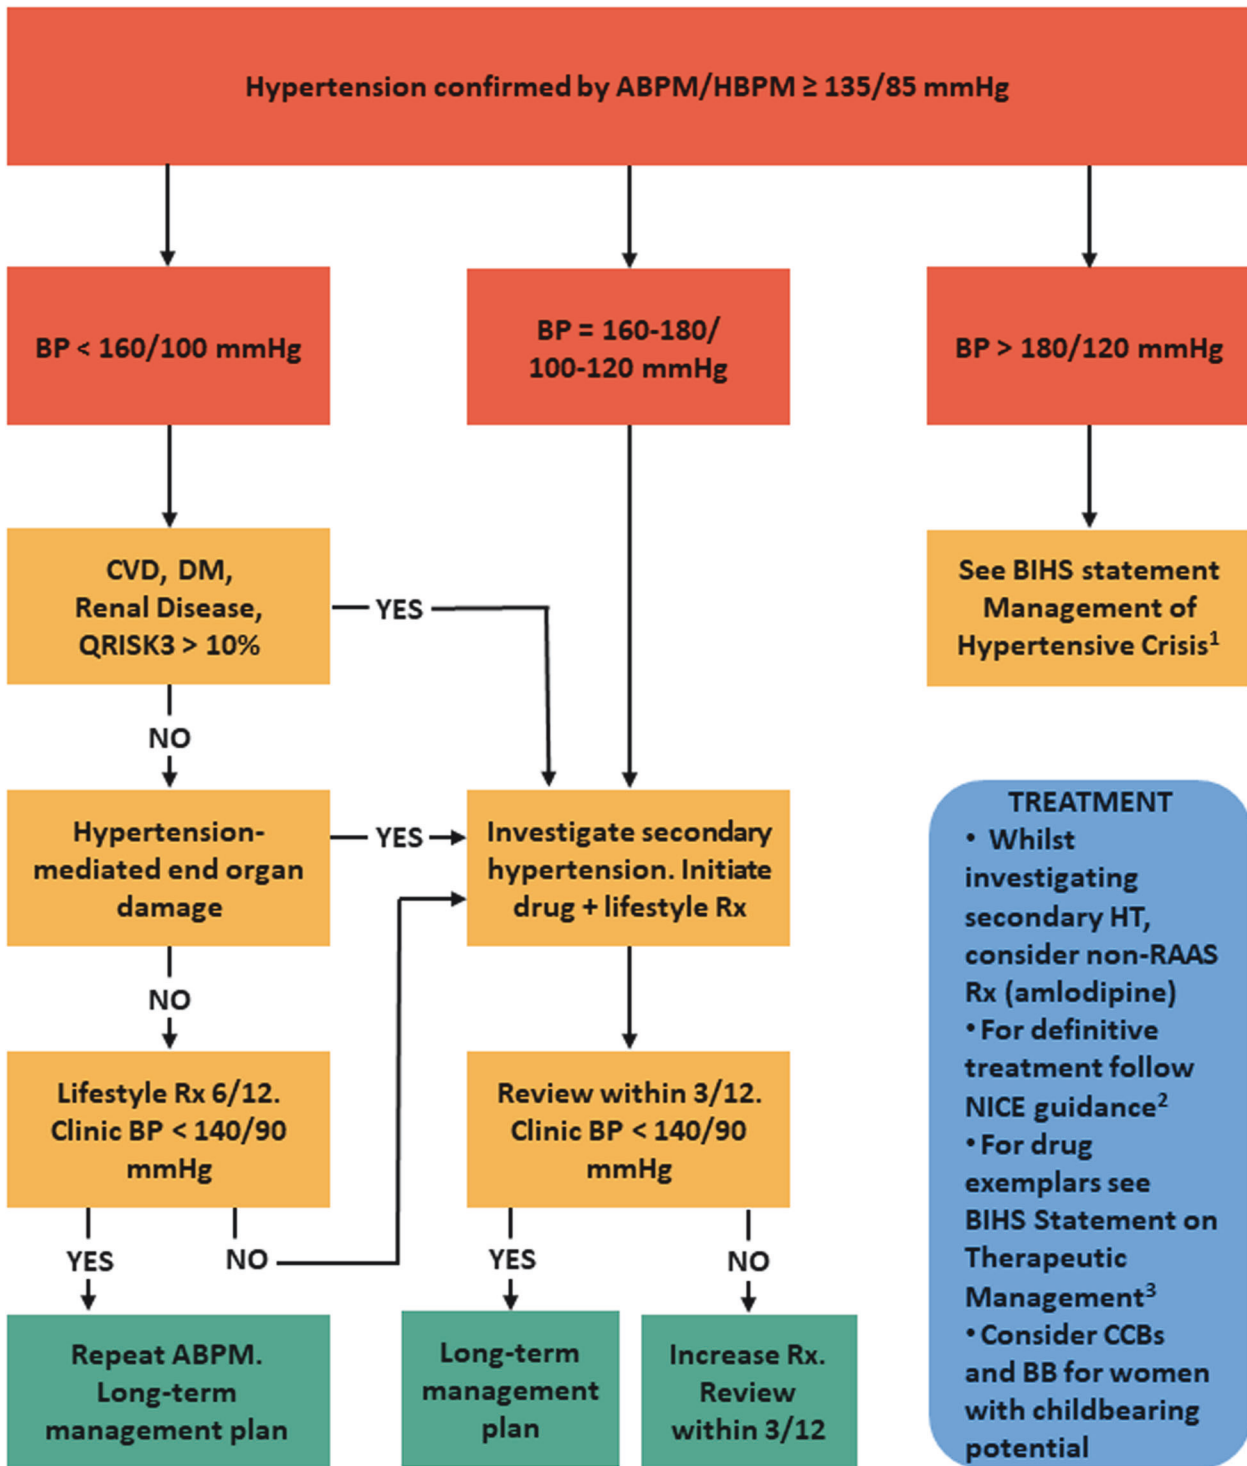 Hypertension confirmed by ABPM/HBPM ≥ 135/85 mmHg
BP < 160/100 mmHg
BP = 160-180/
100-120 mmHg
BP > 180/120 mmHg
CVD, DM,
Renal Disease,
QRISK3 > 10%
YES
See BIHS statement
Management of
Hypertensive Crisis¹
NO
Hypertension-
mediated end organ
damage
YES
Investigate secondary
hypertension. Initiate
drug + lifestyle Rx
NO
Lifestyle Rx 6/12.
Clinic BP < 140/90
mmHg
Review within 3/12.
Clinic BP < 140/90
mmHg
YES
NO
YES
NO
Repeat ABPM.
Long-term
management plan
Long-term
management
plan
Increase Rx.
Review
within 3/12
TREATMENT
• Whilst
investigating
secondary HT,
consider non-RAAS
Rx (amlodipine)
• For definitive
treatment follow
NICE guidance²
• For drug
exemplars see
BIHS Statement on
Therapeutic
Management³
• Consider CCBs
and BB for women
with childbearing
potential